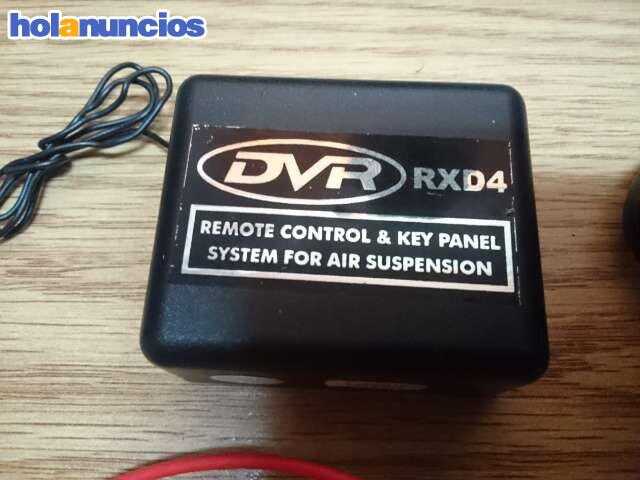 holanuncios
DVR RXD4
REMOTE CONTROL & KEY PANEL
SYSTEM FOR AIR SUSPENSION